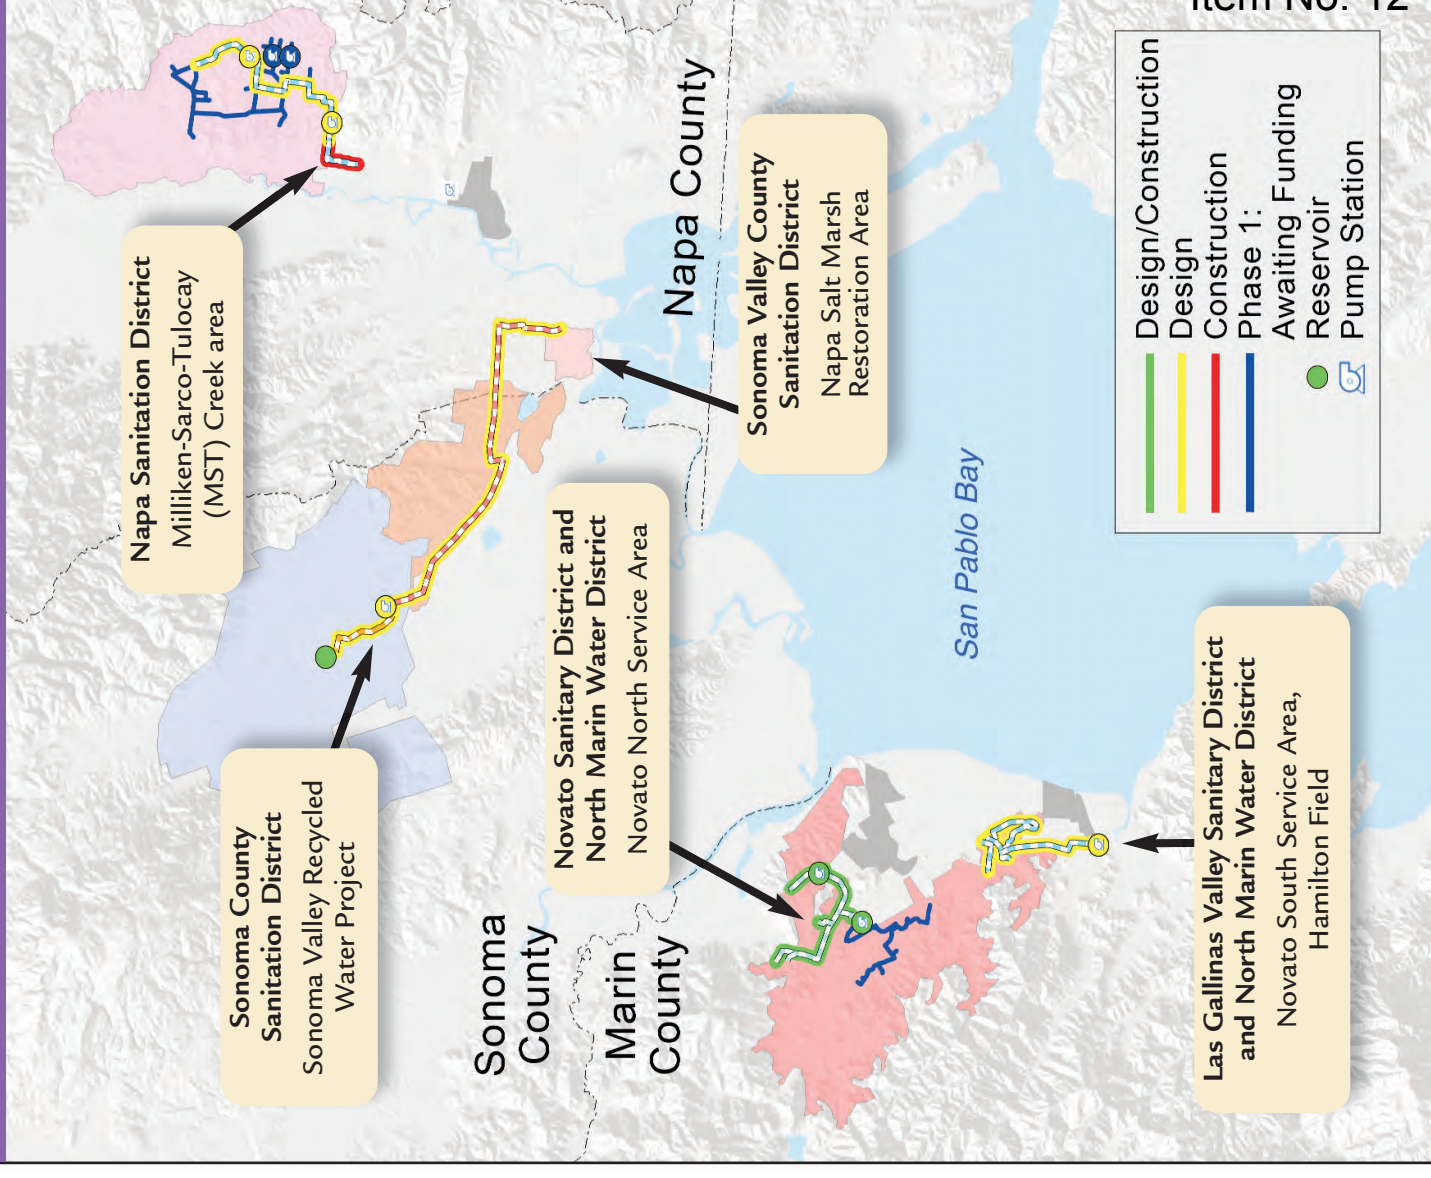 Item No. 12
Napa Sanitation District
Milliken-Sarco-Tulocay
(MST) Creek area
Napa County
Sonoma Valley County
Sanitation District
Napa Salt Marsh
Restoration Area
Sonoma County
Sanitation District
Sonoma Valley Recycled
Water Project
Novato Sanitary District and
North Marin Water District
Novato North Service Area
Sonoma
County
Marin
County
San Pablo Bay
Las Gallinas Valley Sanitary District
and North Marin Water District
Novato South Service Area,
Hamilton Field
Design/Construction
Design
Construction
Phase 1:
Awaiting Funding
Reservoir
Pump Station